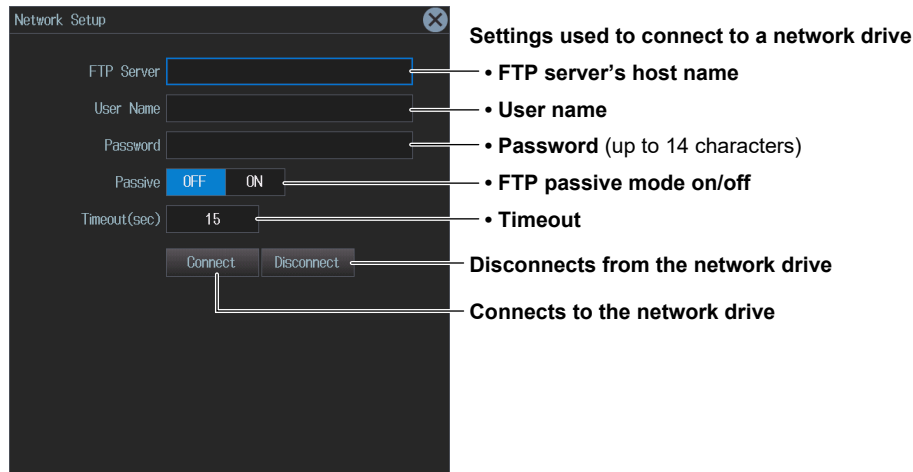 Network Setup
Settings used to connect to a network drive
FTP Server
• FTP server's host name
User Name
• User name
Password
• Password (up to 14 characters)
Passive OFF ON
• FTP passive mode on/off
Timeout(sec) 15
• Timeout
Connect Disconnect
Disconnects from the network drive
Connects to the network drive